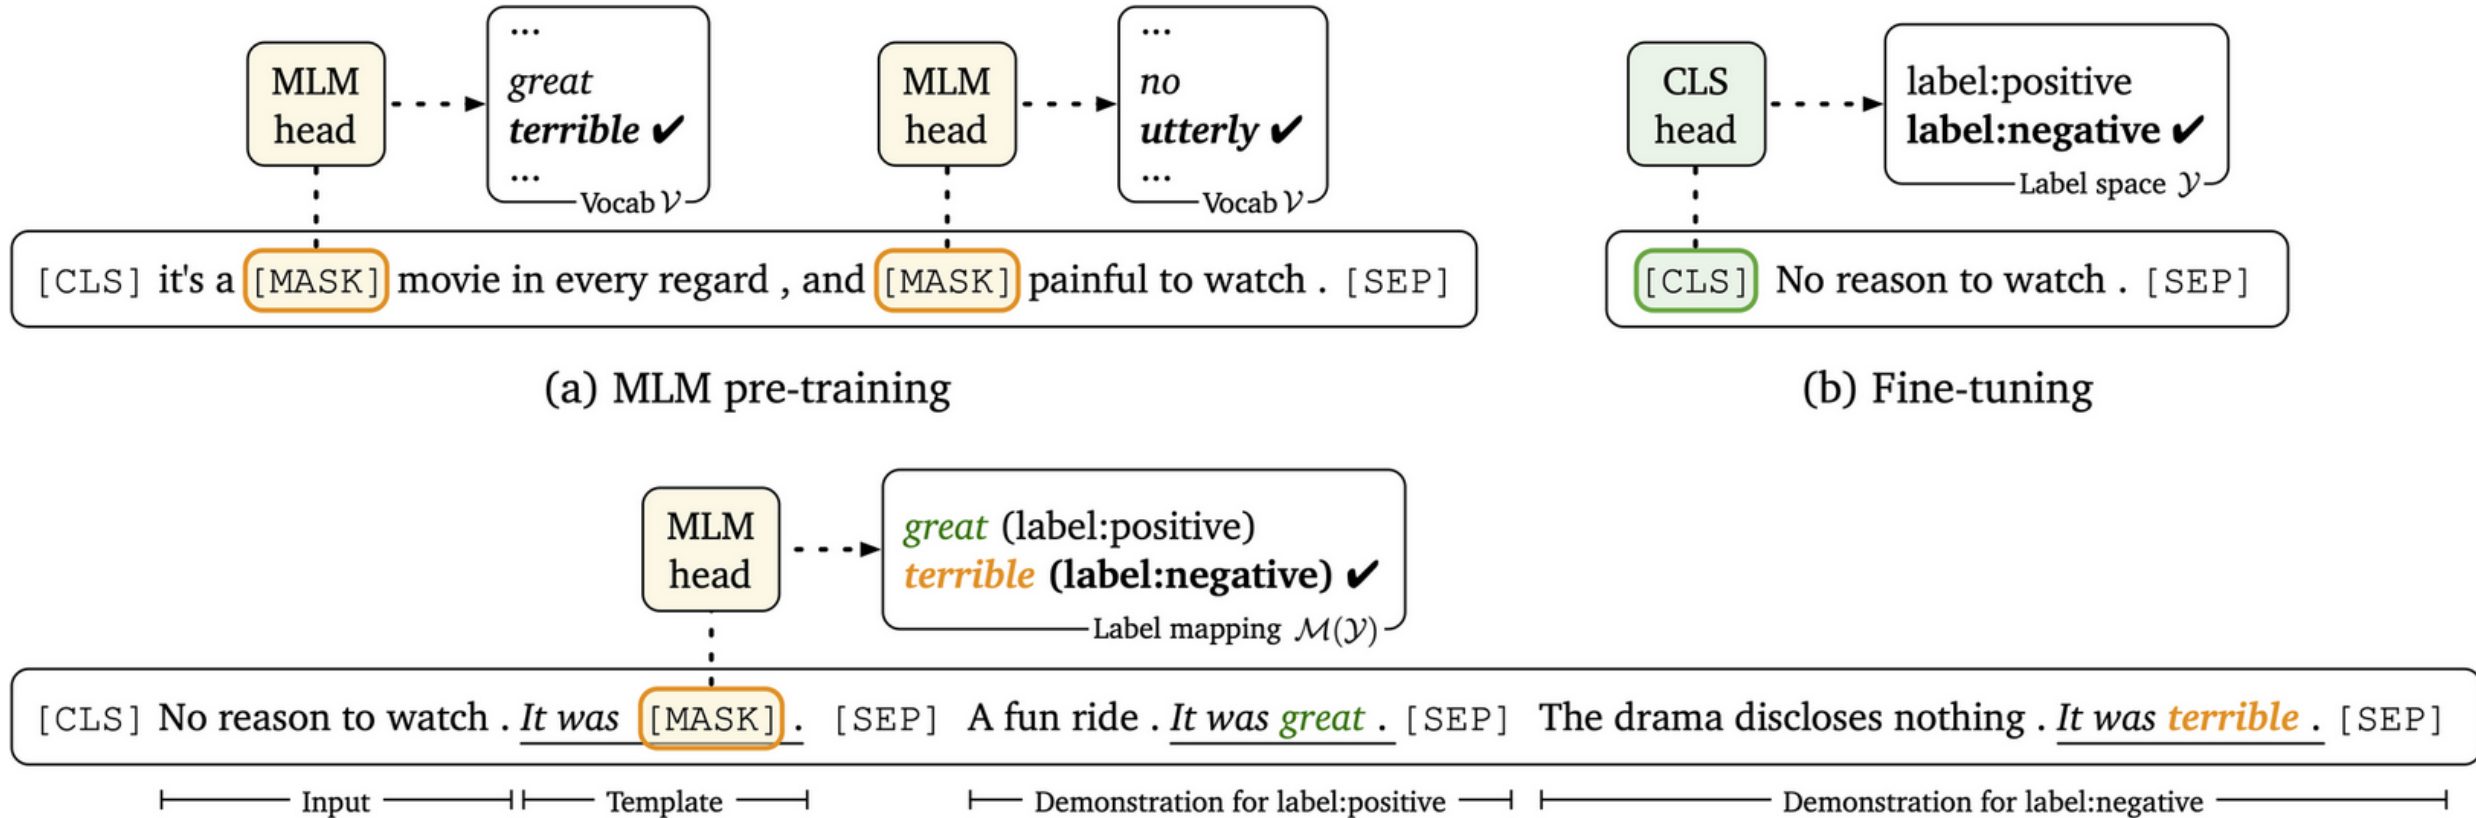 ...
great
terrible ✔
...
Vocab 𝒱
MLM
head
...
no
utterly ✔
...
Vocab 𝒱
MLM
head
[CLS] it's a [MASK] movie in every regard , and [MASK] painful to watch . [SEP]
(a) MLM pre-training
CLS
head
label:positive
label:negative ✔
Label space 𝒴
[CLS] No reason to watch . [SEP]
(b) Fine-tuning
MLM
head
great (label:positive)
terrible (label:negative) ✔
Label mapping ℳ(𝒴)
[CLS] No reason to watch . It was [MASK] . [SEP] A fun ride . It was great . [SEP] The drama discloses nothing . It was terrible . [SEP]
Input
Template
Demonstration for label:positive
Demonstration for label:negative